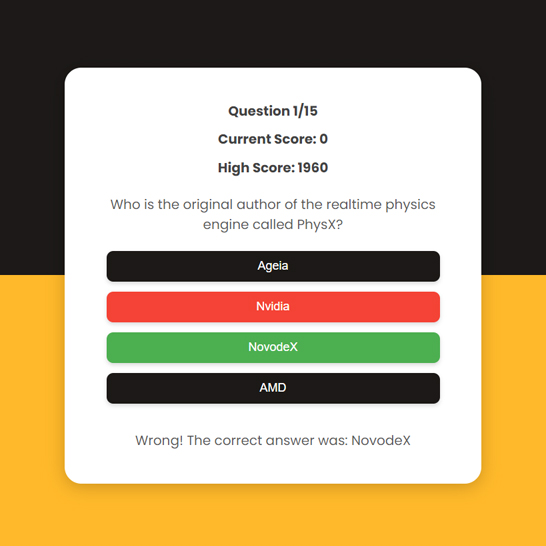 Question 1/15
Current Score: 0
High Score: 1960
Who is the original author of the realtime physics
engine called PhysX?
Ageia
Nvidia
NovodeX
AMD
Wrong! The correct answer was: NovodeX